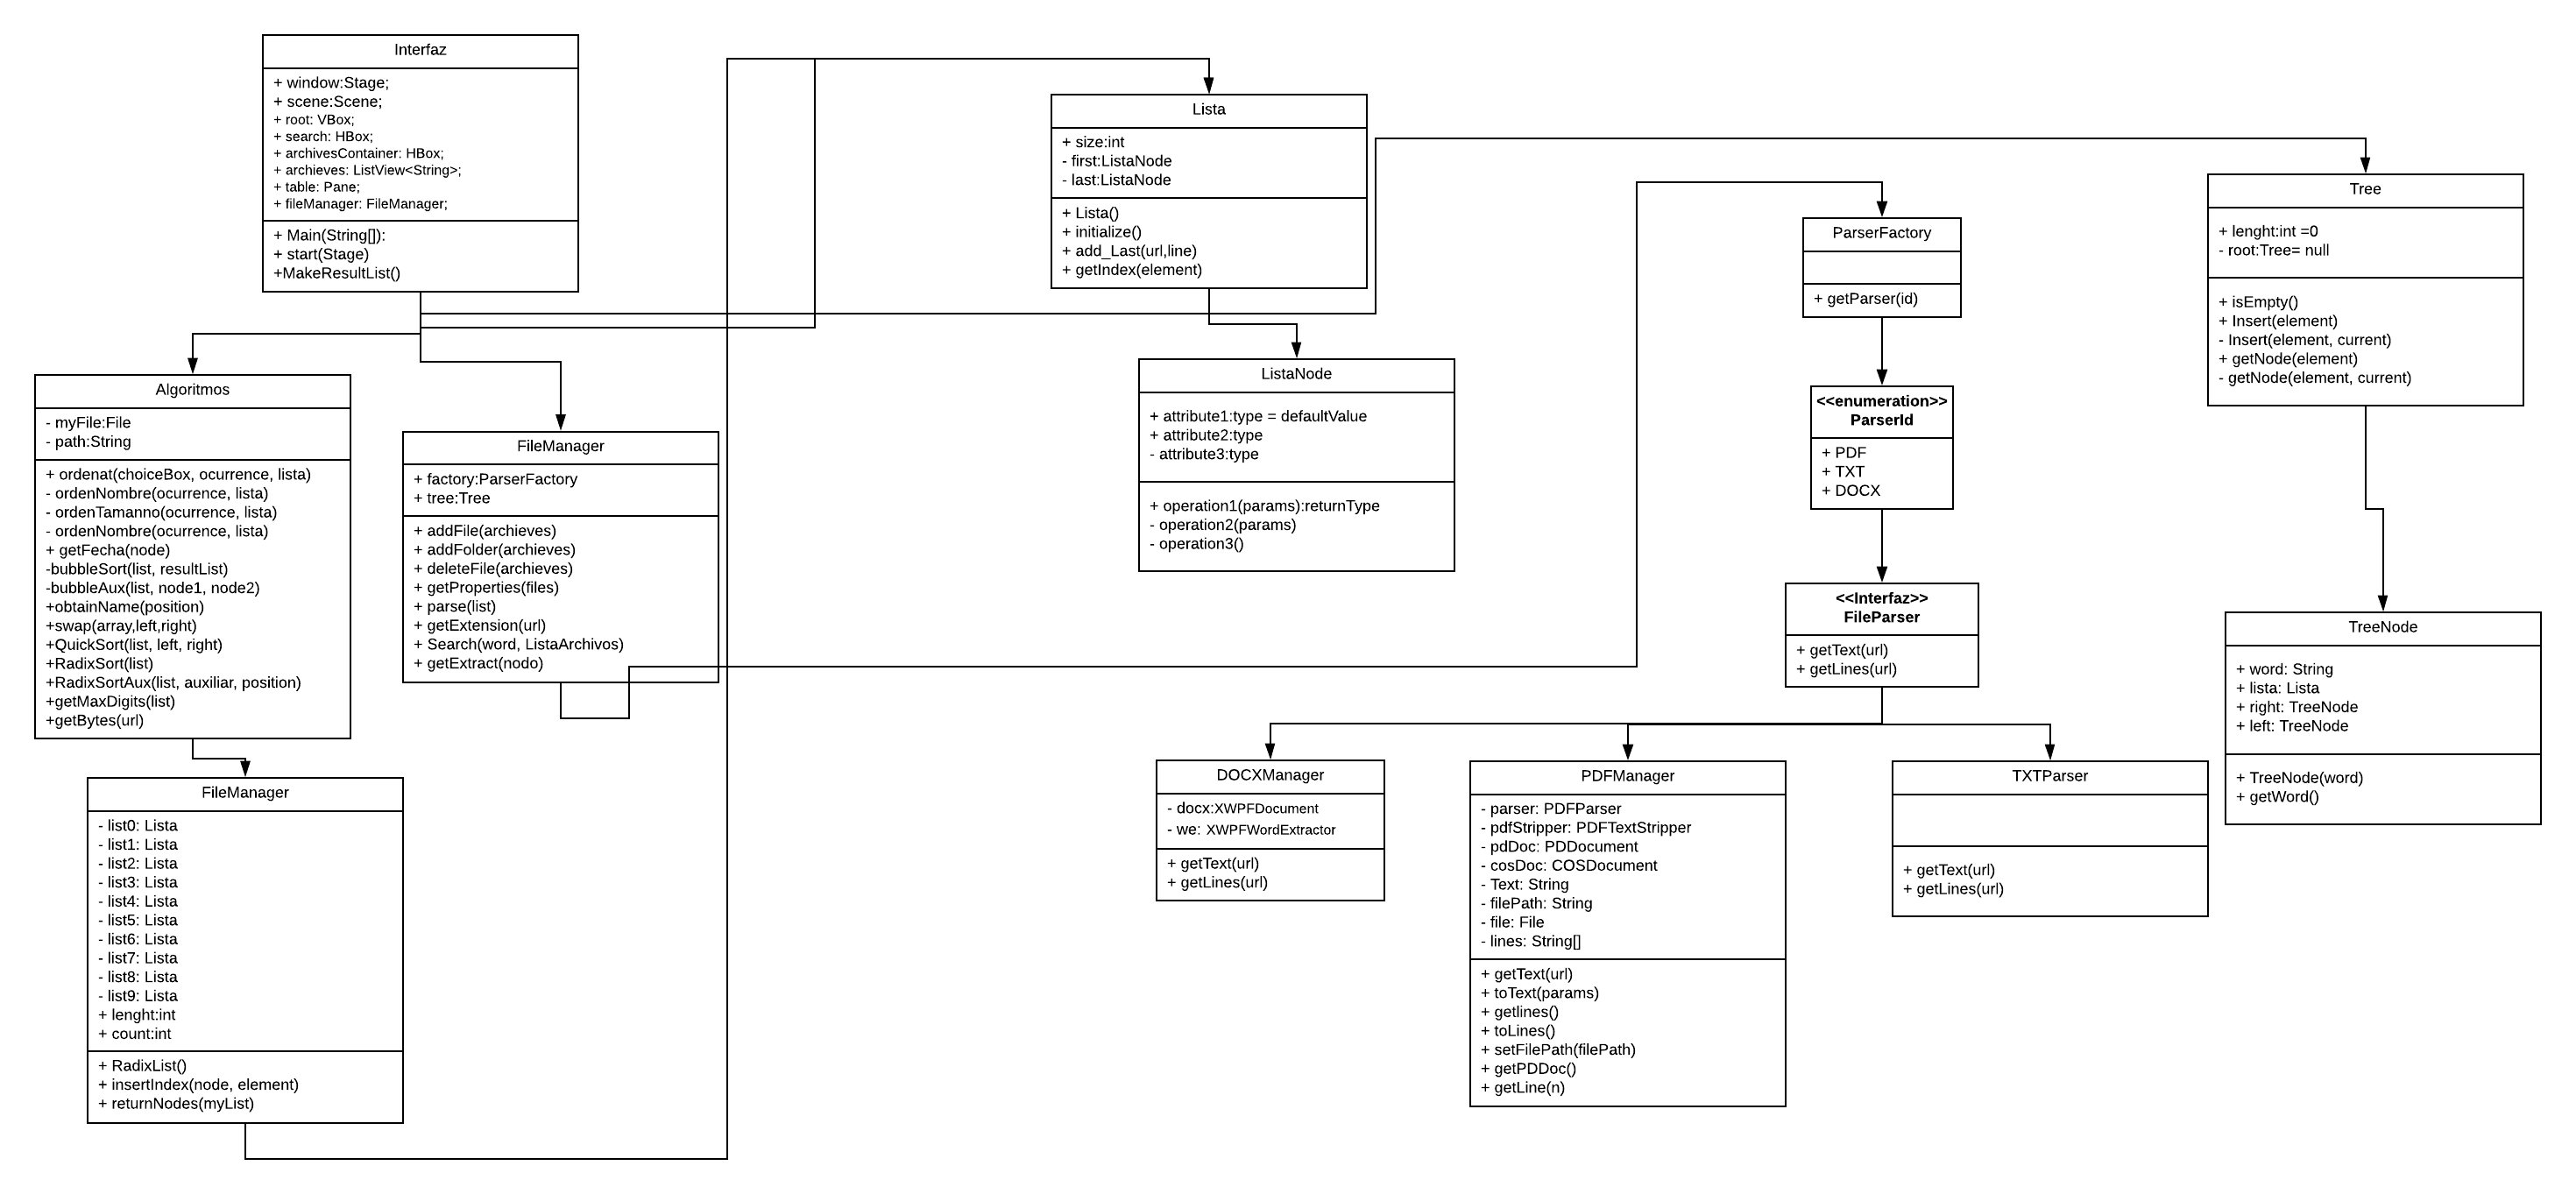 Interfaz
+ window:Stage;
+ scene:Scene;
+ root: VBox;
+ search: HBox;
+ archivesContainer: HBox;
+ archieves: ListView<String>;
+ table: Pane;
+ fileManager: FileManager;
+ Main(String[]):
+ start(Stage)
+MakeResultList()
Algoritmos
- myFile:File
- path:String
+ ordenat(choiceBox, ocurrence, lista)
- ordenNombre(ocurrence, lista)
- ordenTamanno(ocurrence, lista)
- ordenNombre(ocurrence, lista)
+ getFecha(node)
-bubbleSort(list, resultList)
-bubbleAux(list, node1, node2)
+obtainName(position)
+swap(array,left,right)
+QuickSort(list, left, right)
+RadixSort(list)
+RadixSortAux(list, auxiliar, position)
+getMaxDigits(list)
+getBytes(url)
FileManager
+ factory:ParserFactory
+ tree:Tree
+ addFile(archieves)
+ addFolder(archieves)
+ deleteFile(archieves)
+ getProperties(files)
+ parse(list)
+ getExtension(url)
+ Search(word, ListaArchivos)
+ getExtract(nodo)
FileManager
- list0: Lista
- list1: Lista
- list2: Lista
- list3: Lista
- list4: Lista
- list5: Lista
- list6: Lista
- list7: Lista
- list8: Lista
- list9: Lista
+ lenght:int
+ count:int
+ RadixList()
+ insertIndex(node, element)
+ returnNodes(myList)
Lista
+ size:int
- first:ListaNode
- last:ListaNode
+ Lista()
+ initialize()
+ add_Last(url,line)
+ getIndex(element)
ListaNode
+ attribute1:type = defaultValue
+ attribute2:type
- attribute3:type
+ operation1(params):returnType
- operation2(params)
- operation3()
ParserFactory
+ getParser(id)
<<enumeration>>
ParserId
+ PDF
+ TXT
+ DOCX
<<Interfaz>>
FileParser
+ getText(url)
+ getLines(url)
DOCXManager
- docx:XWPFDocument
- we: XWPFWordExtractor
+ getText(url)
+ getLines(url)
PDFManager
- parser: PDFParser
- pdfStripper: PDFTextStripper
- pdDoc: PDDocument
- cosDoc: COSDocument
- Text: String
- filePath: String
- file: File
- lines: String[]
+ getText(url)
+ toText(params)
+ getlines()
+ toLines()
+ setFilePath(filePath)
+ getPDDoc()
+ getLine(n)
TXTParser
+ getText(url)
+ getLines(url)
Tree
+ lenght:int =0
- root:Tree= null
+ isEmpty()
+ Insert(element)
- Insert(element, current)
+ getNode(element)
- getNode(element, current)
TreeNode
+ word: String
+ lista: Lista
+ right: TreeNode
+ left: TreeNode
+ TreeNode(word)
+ getWord()